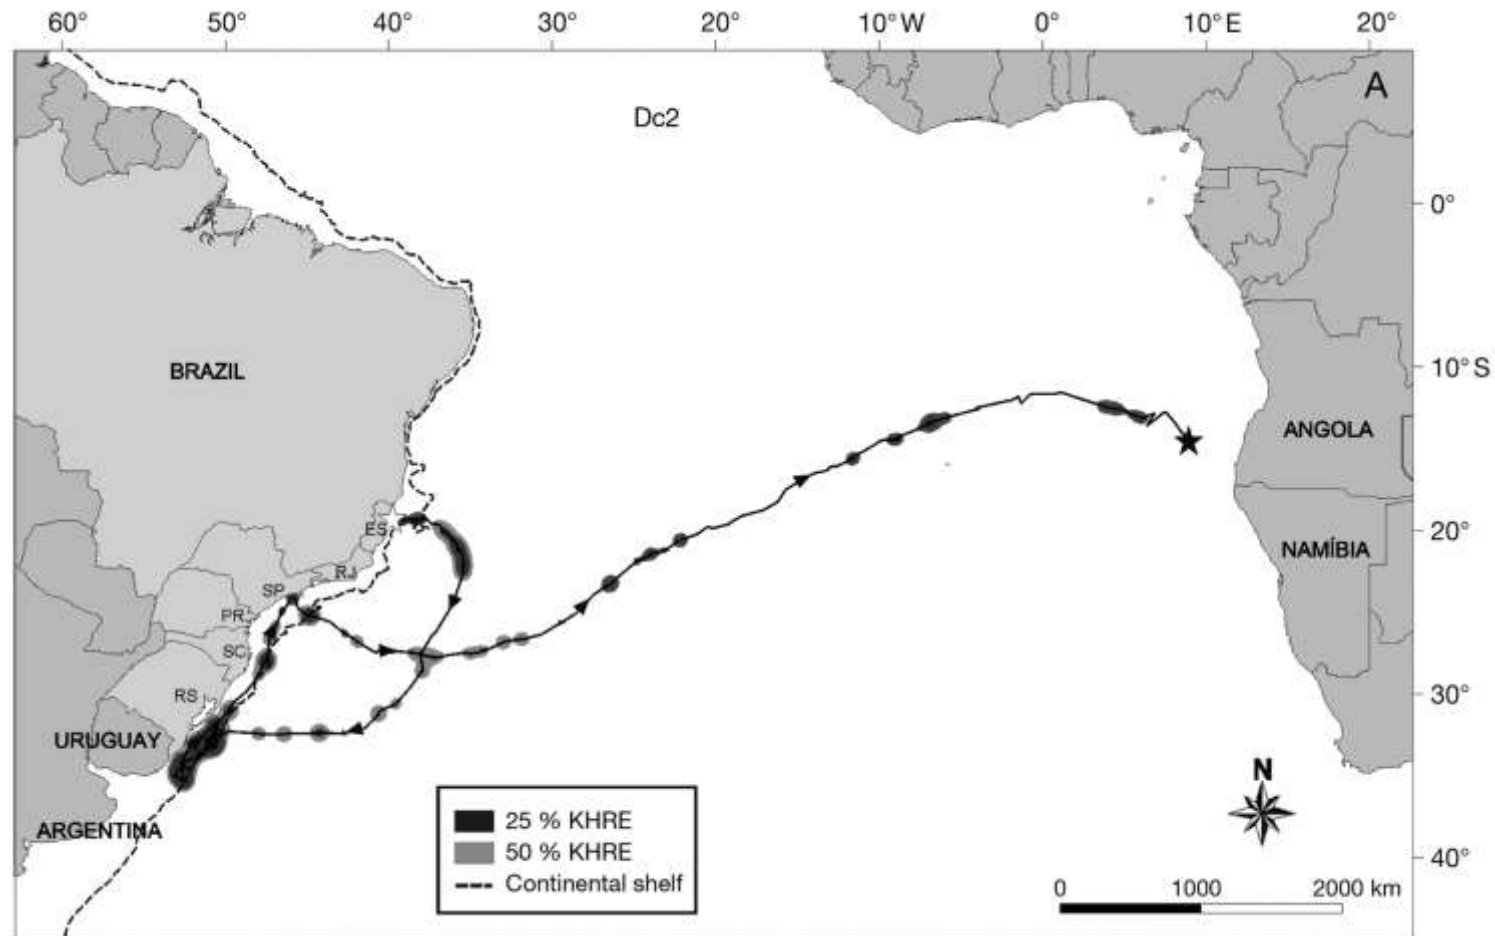 60° 50° 40° 30° 20° 10°W 0° 10°E 20°
A
Dc2
0°
BRAZIL
10°S
ANGOLA
ES
20°
NAMÍBIA
RJ
SP
PR
SC
RS
30°
URUGUAY
N
25 % KHRE
ARGENTINA
50 % KHRE
40°
Continental shelf
0 1000 2000 km